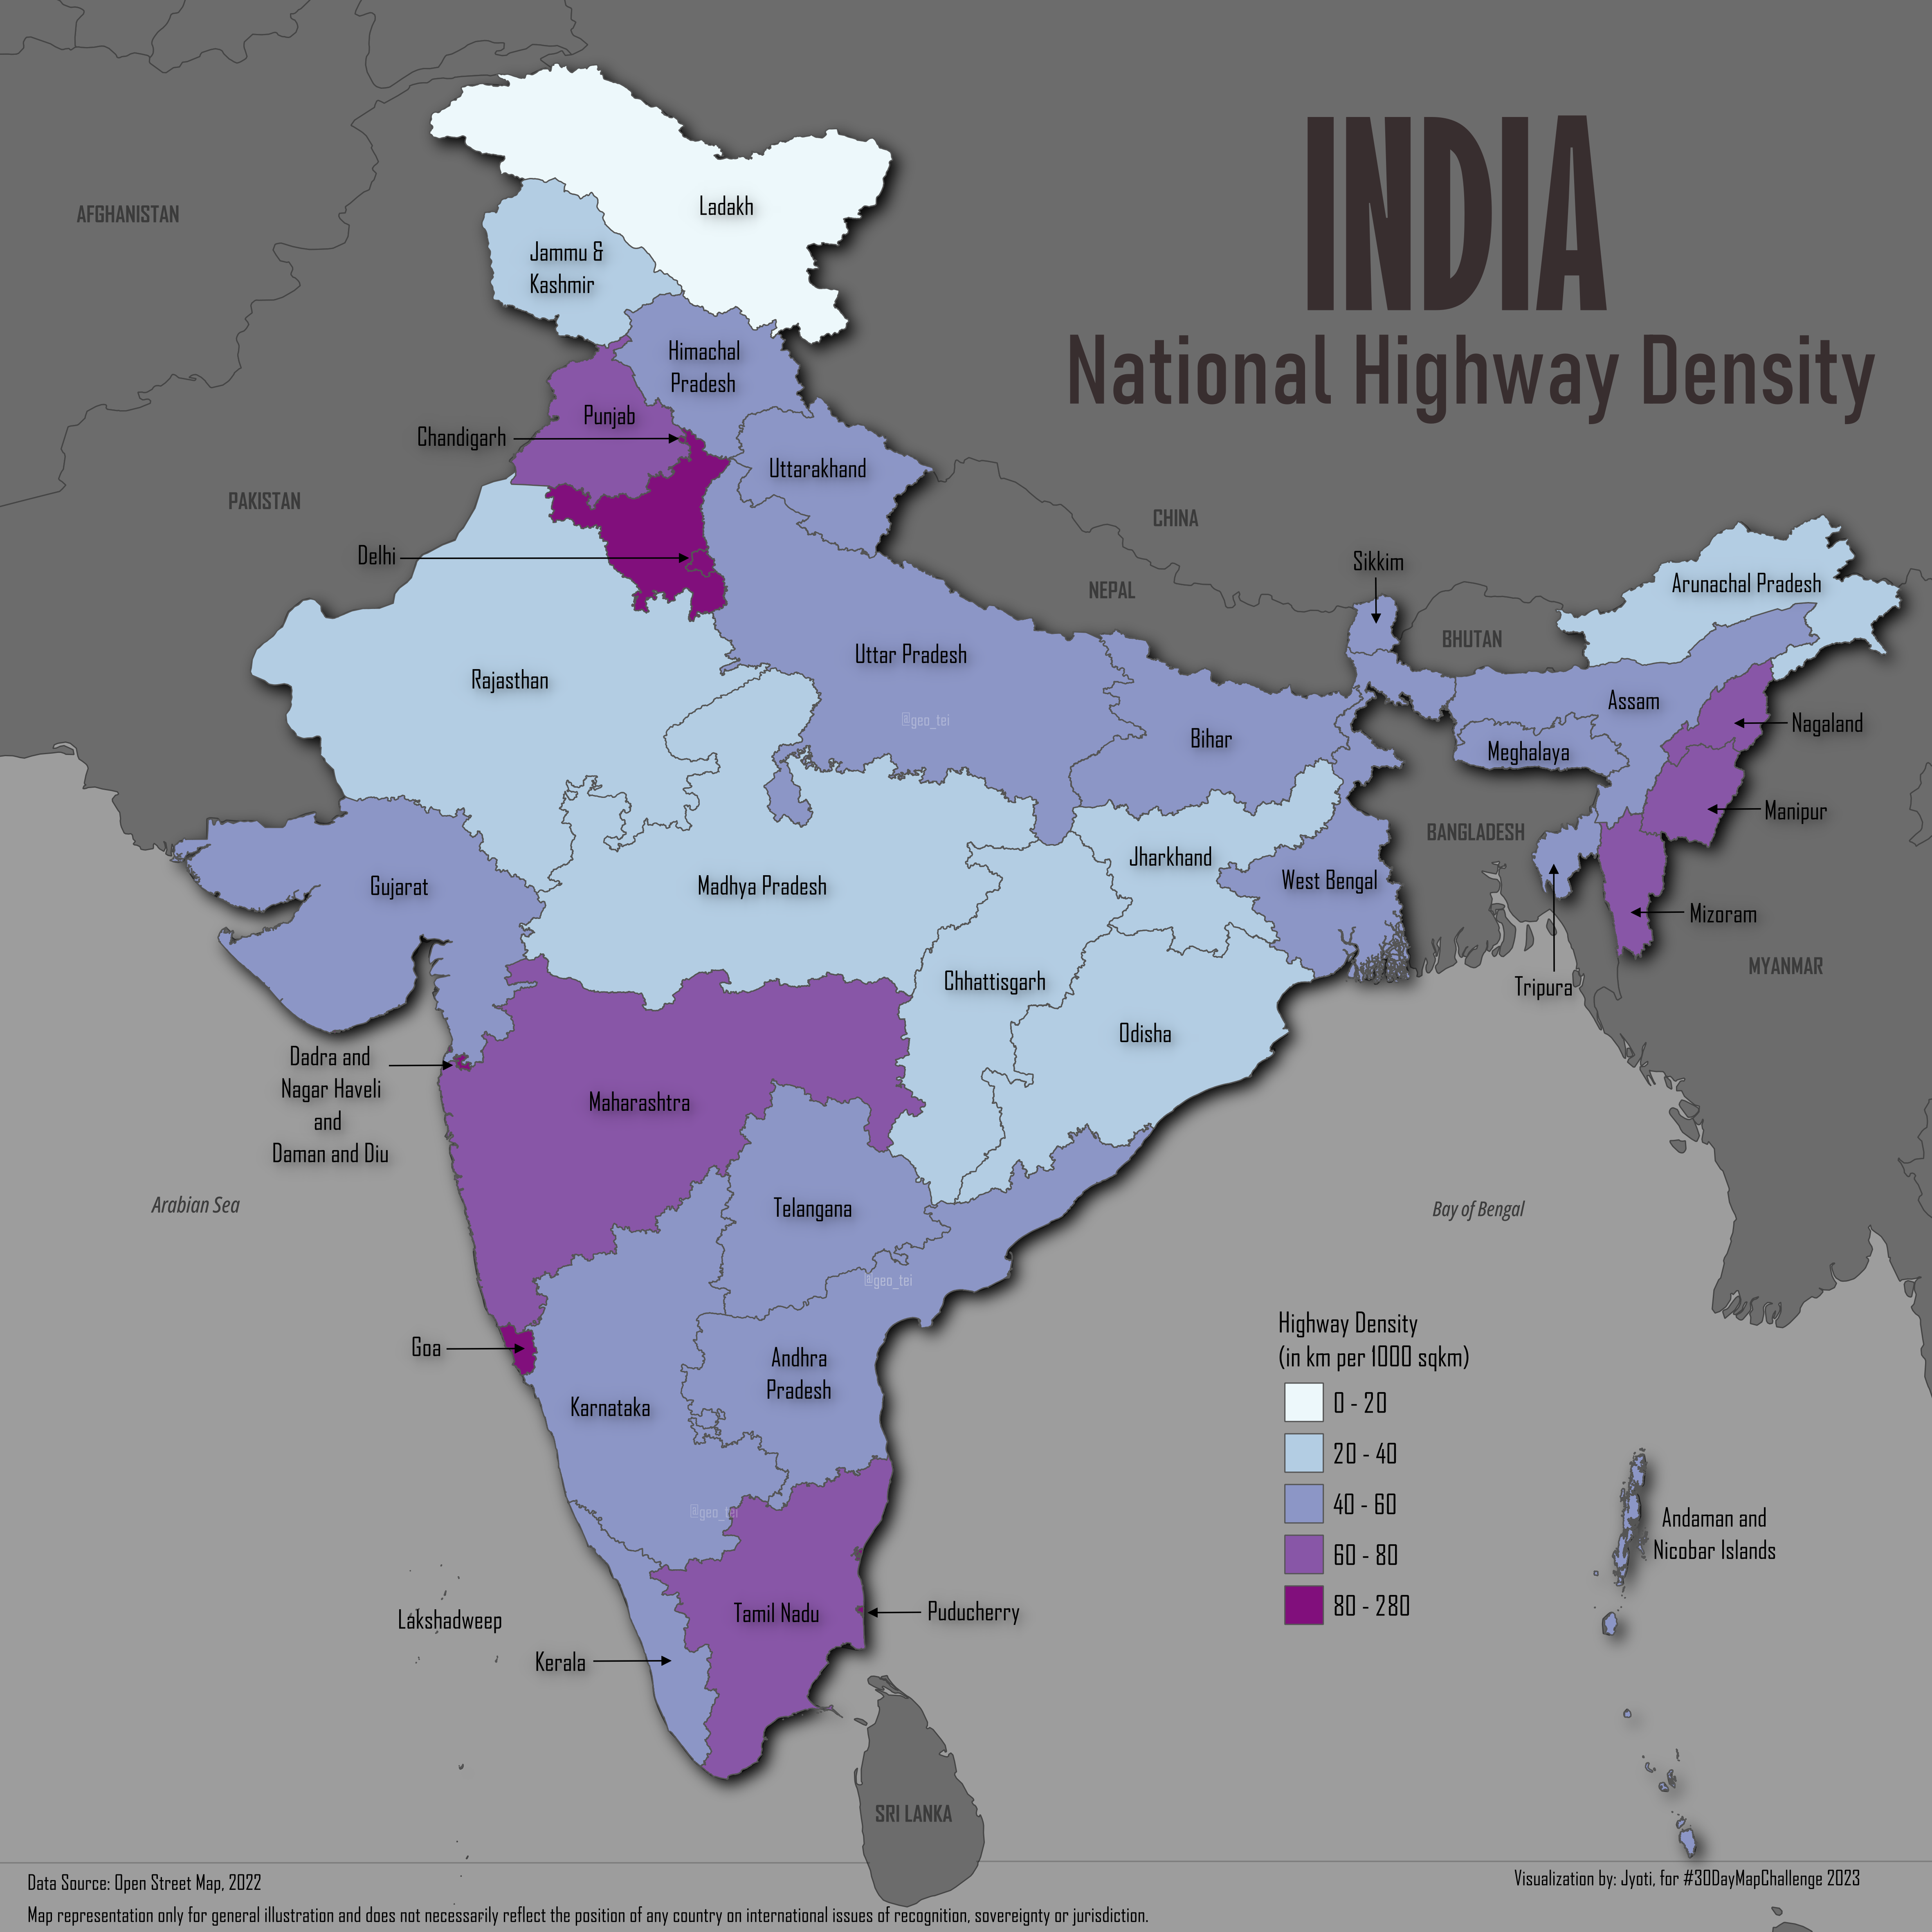 INDIA
National Highway Density
AFGHANISTAN
Ladakh
Jammu &
Kashmir
Himachal
Pradesh
Punjab
Chandigarh
Uttarakhand
PAKISTAN
CHINA
Delhi
Sikkim
NEPAL
Arunachal Pradesh
BHUTAN
Uttar Pradesh
Rajasthan
Assam
@geo_tei
Nagaland
Bihar
Meghalaya
Manipur
BANGLADESH
Jharkhand
West Bengal
Gujarat
Madhya Pradesh
Mizoram
MYANMAR
Chhattisgarh
Tripura
Odisha
Dadra and
Nagar Haveli
and
Daman and Diu
Maharashtra
Arabian Sea
Telangana
Bay of Bengal
@geo_tei
Goa
Andhra
Pradesh
Karnataka
Highway Density
(in km per 1000 sqkm)
0 - 20
20 - 40
40 - 60
60 - 80
80 - 280
@geo_tei
Andaman and
Nicobar Islands
Lakshadweep
Tamil Nadu
Puducherry
Kerala
SRI LANKA
Data Source: Open Street Map, 2022
Visualization by: Jyoti, for #30DayMapChallenge 2023
Map representation only for general illustration and does not necessarily reflect the position of any country on international issues of recognition, sovereignty or jurisdiction.